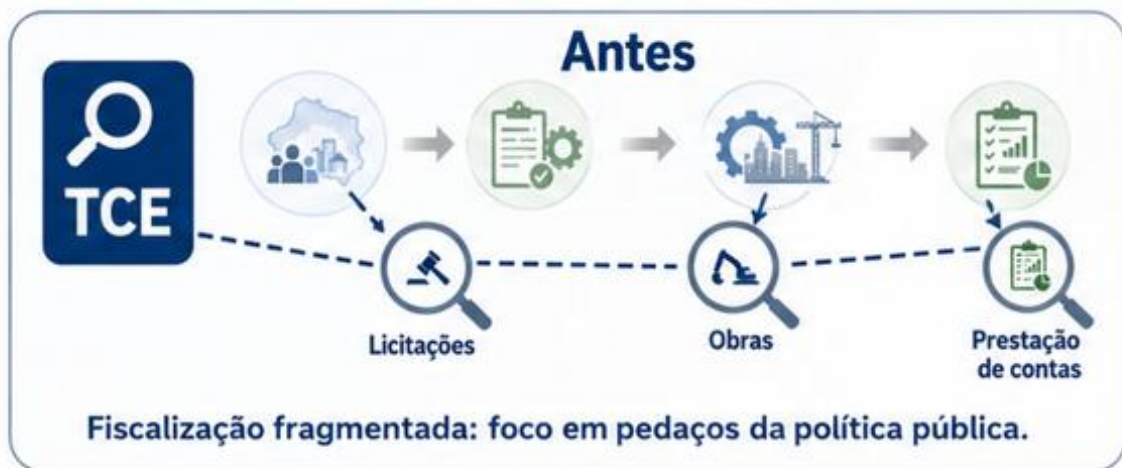 Antes
TCE
Licitações
Obras
Prestação
de contas
Fiscalização fragmentada: foco em pedaços da política pública.